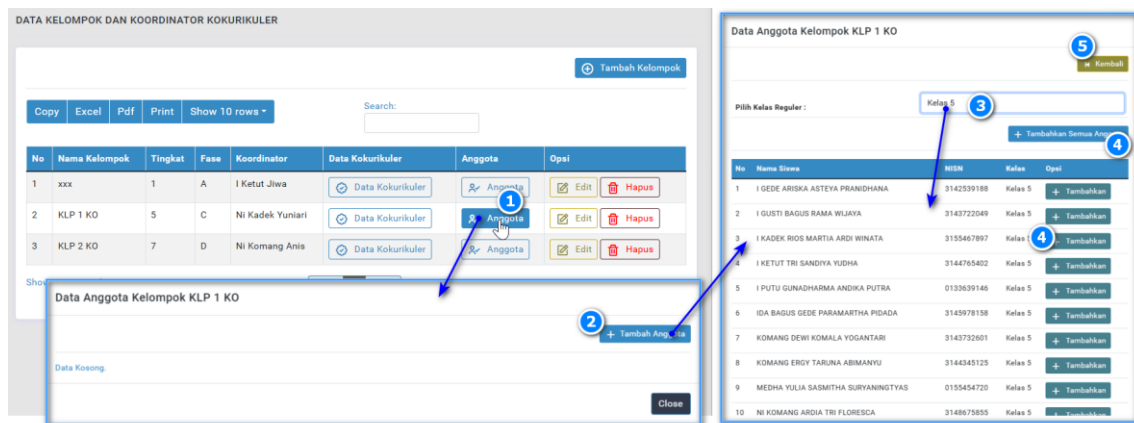 DATA KELOMPOK DAN KOORDINATOR KOKURIKULER
Tambah Kelompok
Copy Excel Pdf Print Show 10 rows
Search:
No Nama Kelompok Tingkat Fase Koordinator Data Kokurikuler Anggota Opsi
1 xxx 1 A I Ketut Jiwa Data Kokurikuler Anggota Edit Hapus
1
2 KLP 1 KO 5 C Ni Kadek Yuniari Data Kokurikuler Anggota Edit Hapus
3 KLP 2 KO 7 D Ni Komang Anis Data Kokurikuler Anggota Edit Hapus
Data Anggota Kelompok KLP 1 KO
2
+ Tambah Anggota
Data Kosong.
Close
Data Anggota Kelompok KLP 1 KO
5
Kembali
Pilih Kelas Reguler : Kelas 5
3
+ Tambahkan Semua
4
No Nama Siswa NISN Kelas Opsi
1 I GEDE ARISKA ASTEYA PRANIDHANA 3142539188 Kelas 5 + Tambahkan
2 I GUSTI BAGUS RAMA WIJAYA 3143722049 Kelas 5 + Tambahkan
3 I KADEK RIOS MARTIA ARDI WINATA 3155467897 Kelas 4 Tambahkan
4 I KETUT TRI SANDIYA YUDHA 3144765402 Kelas 5 + Tambahkan
5 I PUTU GUNADHARMA ANDIKA PUTRA 0133639146 Kelas 5 + Tambahkan
6 IDA BAGUS GEDE PARAMARTHA PIDADA 3145978158 Kelas 5 + Tambahkan
7 KOMANG DEWI KOMALA YOGANTARI 3143732601 Kelas 5 + Tambahkan
8 KOMANG ERGY TARUNA ABIMANYU 3144345125 Kelas 5 + Tambahkan
9 MEDHA YULIA SASMITHA SURYANINGTYAS 0155454720 Kelas 5 + Tambahkan
10 NI KOMANG ARDIA TRI FLORESCA 3148675855 Kelas 5 + Tambahkan